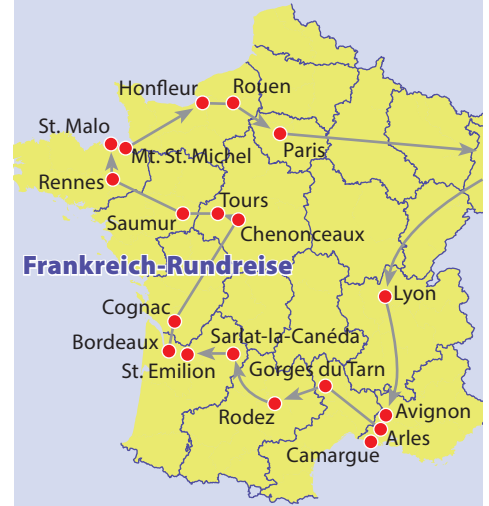 Honfleur
Rouen
St. Malo
Mt. St. Michel
Paris
Rennes
Tours
Saumur
Chenonceaux
Frankreich-Rundreise
Lyon
Cognac
Bordeaux
Sarlat-la-Canéda
St. Emilion
Gorges du Tarn
Rodez
Avignon
Arles
Camargue